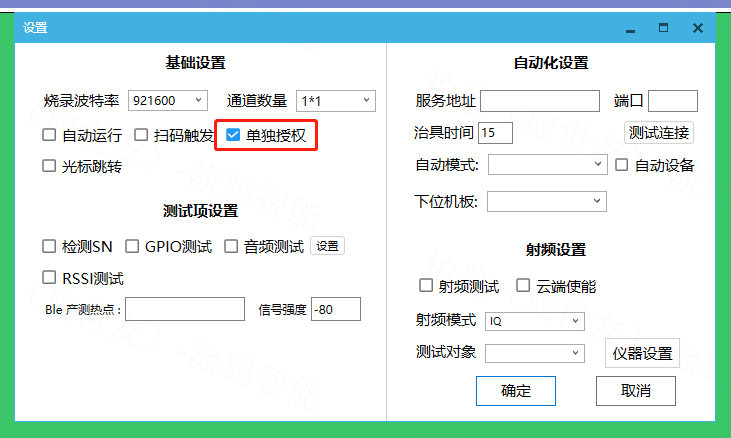 设置
基础设置
烧录波特率 921600 通道数量 1*1
自动运行 扫码触发 单独授权
光标跳转
测试项设置
检测SN GPIO测试 音频测试 设置
RSSI测试
Ble 产测热点： 信号强度 -80
自动化设置
服务地址 端口
治具时间 15 测试连接
自动模式: 自动设备
下位机板:
射频设置
射频测试 云端使能
射频模式 IQ
测试对象 仪器设置
确定 取消